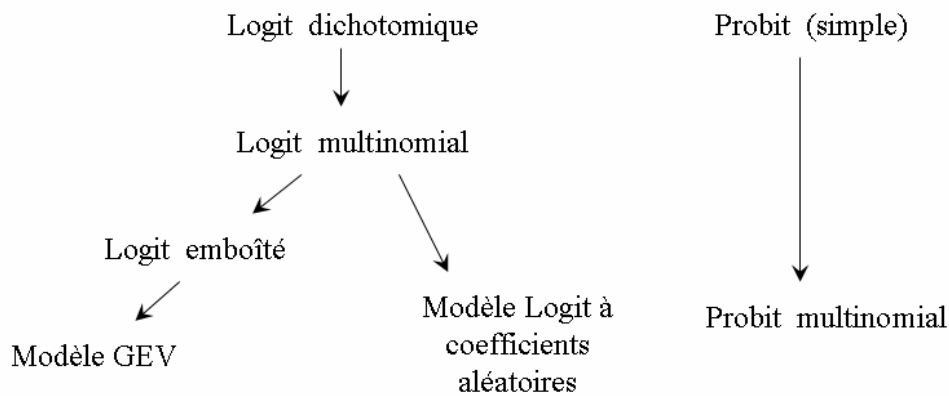 Logit dichotomique
Probit (simple)
Logit multinomial
Logit emboîté
Modèle GEV
Modèle Logit à
coefficients
aléatoires
Probit multinomial